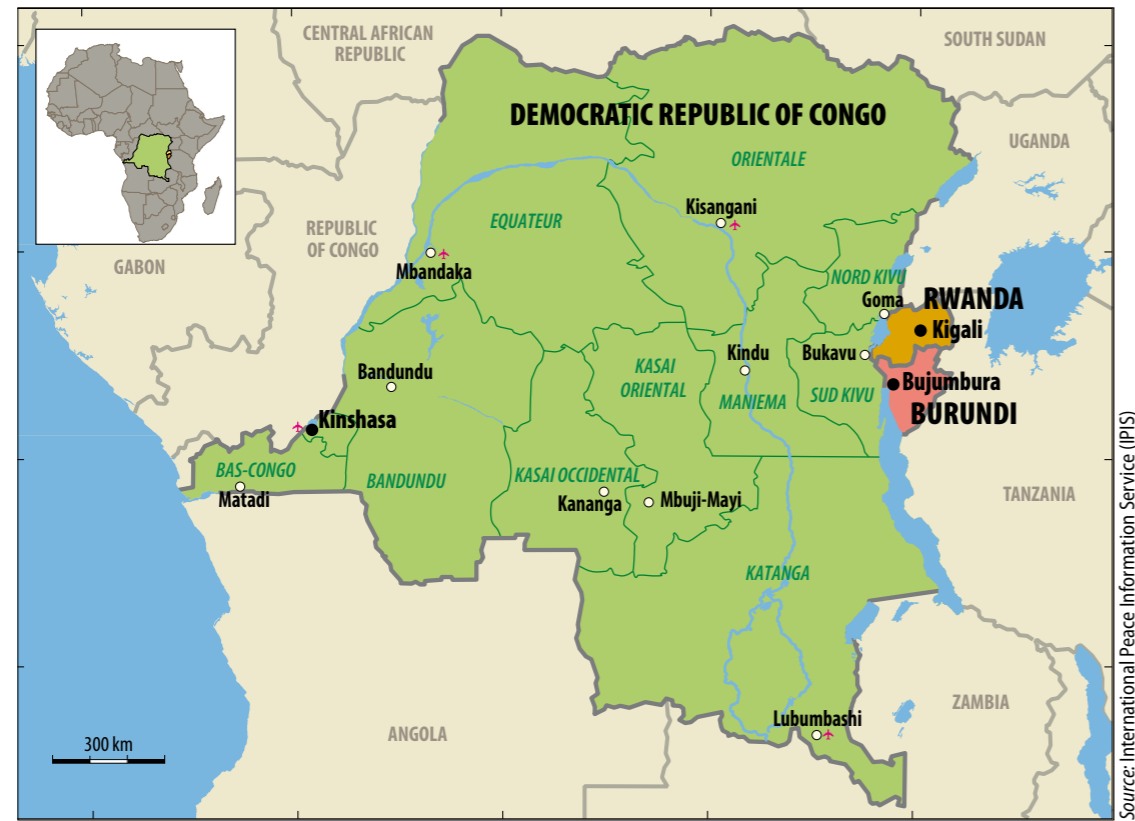 CENTRAL AFRICAN
REPUBLIC
SOUTH SUDAN
DEMOCRATIC REPUBLIC OF CONGO
UGANDA
ORIENTALE
Kisangani
EQUATEUR
REPUBLIC
OF CONGO
GABON
Mbandaka
NORD KIVU
Goma
RWANDA
Kigali
Bukavu
Kindu
KASAI
ORIENTAL
Bandundu
MANIEMA
SUD KIVU
Bujumbura
BURUNDI
Kinshasa
BAS-CONGO
Matadi
BANDUNDU
KASAI OCCIDENTAL
Kananga
Mbuji-Mayi
TANZANIA
KATANGA
ZAMBIA
Lubumbashi
ANGOLA
300 km
Source: International Peace Information Service (IPIS)